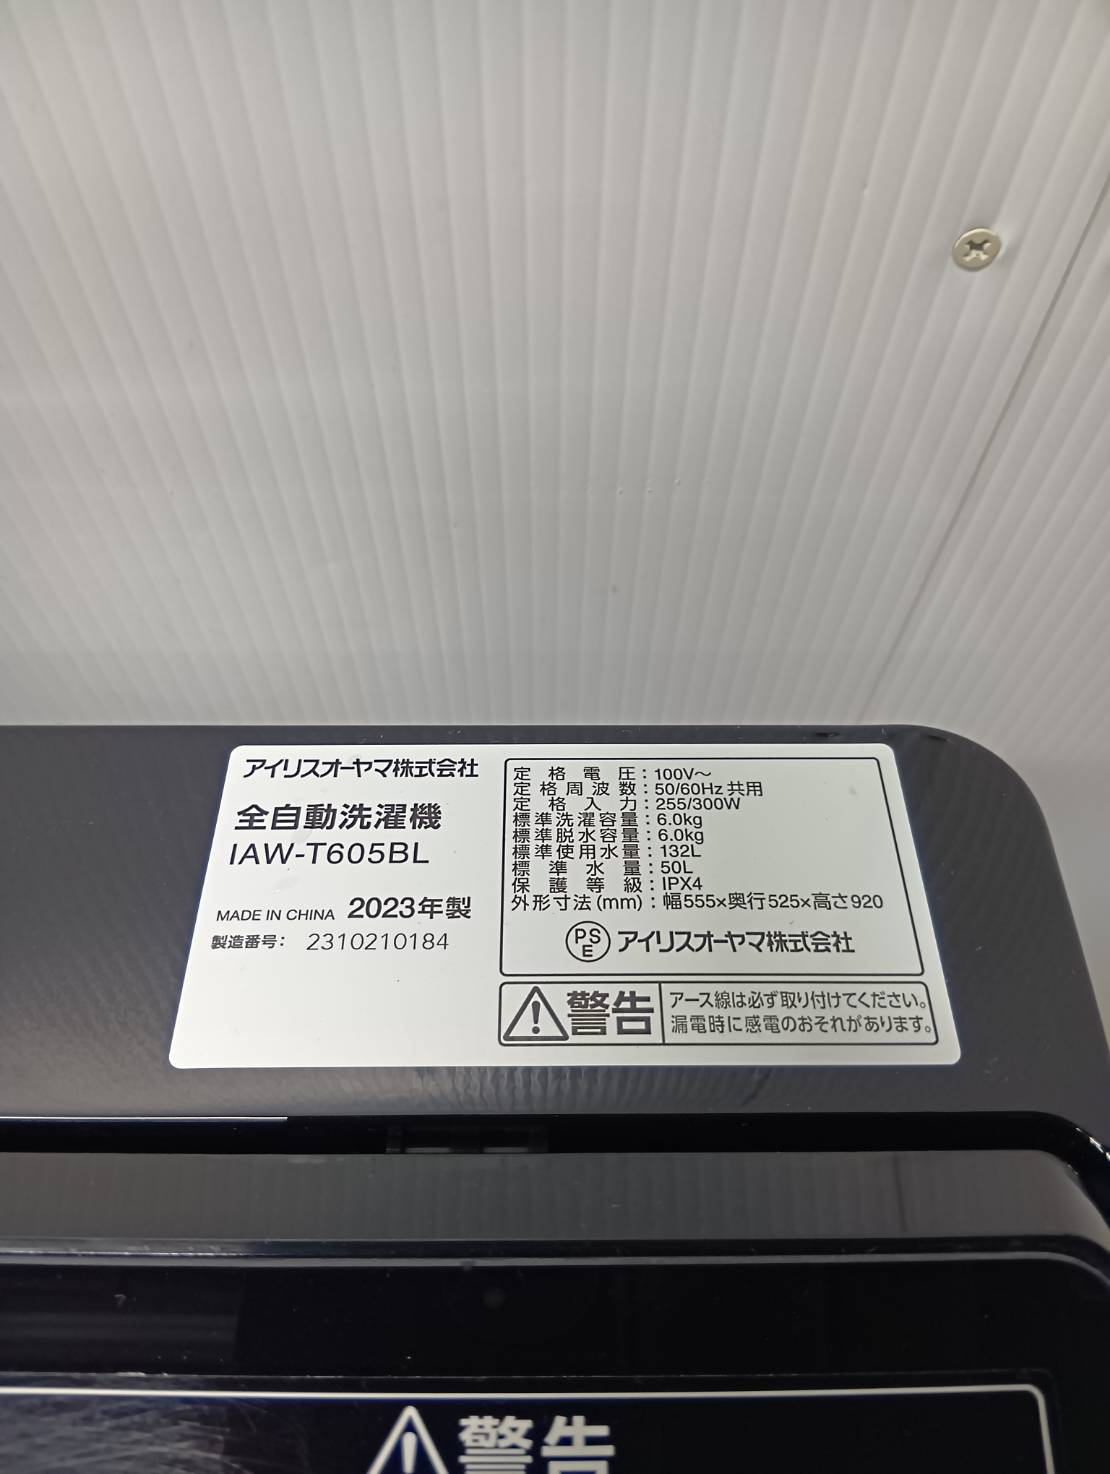 アイリスオーヤマ株式会社
全自動洗濯機
IAW-T605BL
MADE IN CHINA 2023年製
製造番号: 2310210184
定格電圧:100V～
定格周波数:50/60Hz 共用
定格入力:255/300W
標準洗濯容量:6.0kg
標準脱水容量:6.0kg
標準使用水量:132L
標準水量:50L
保護等級:IPX4
外形寸法(mm):幅555×奥行525×高さ920
PSE アイリスオーヤマ株式会社
警告 アース線は必ず取り付けてください。
漏電時に感電のおそれがあります。
警告